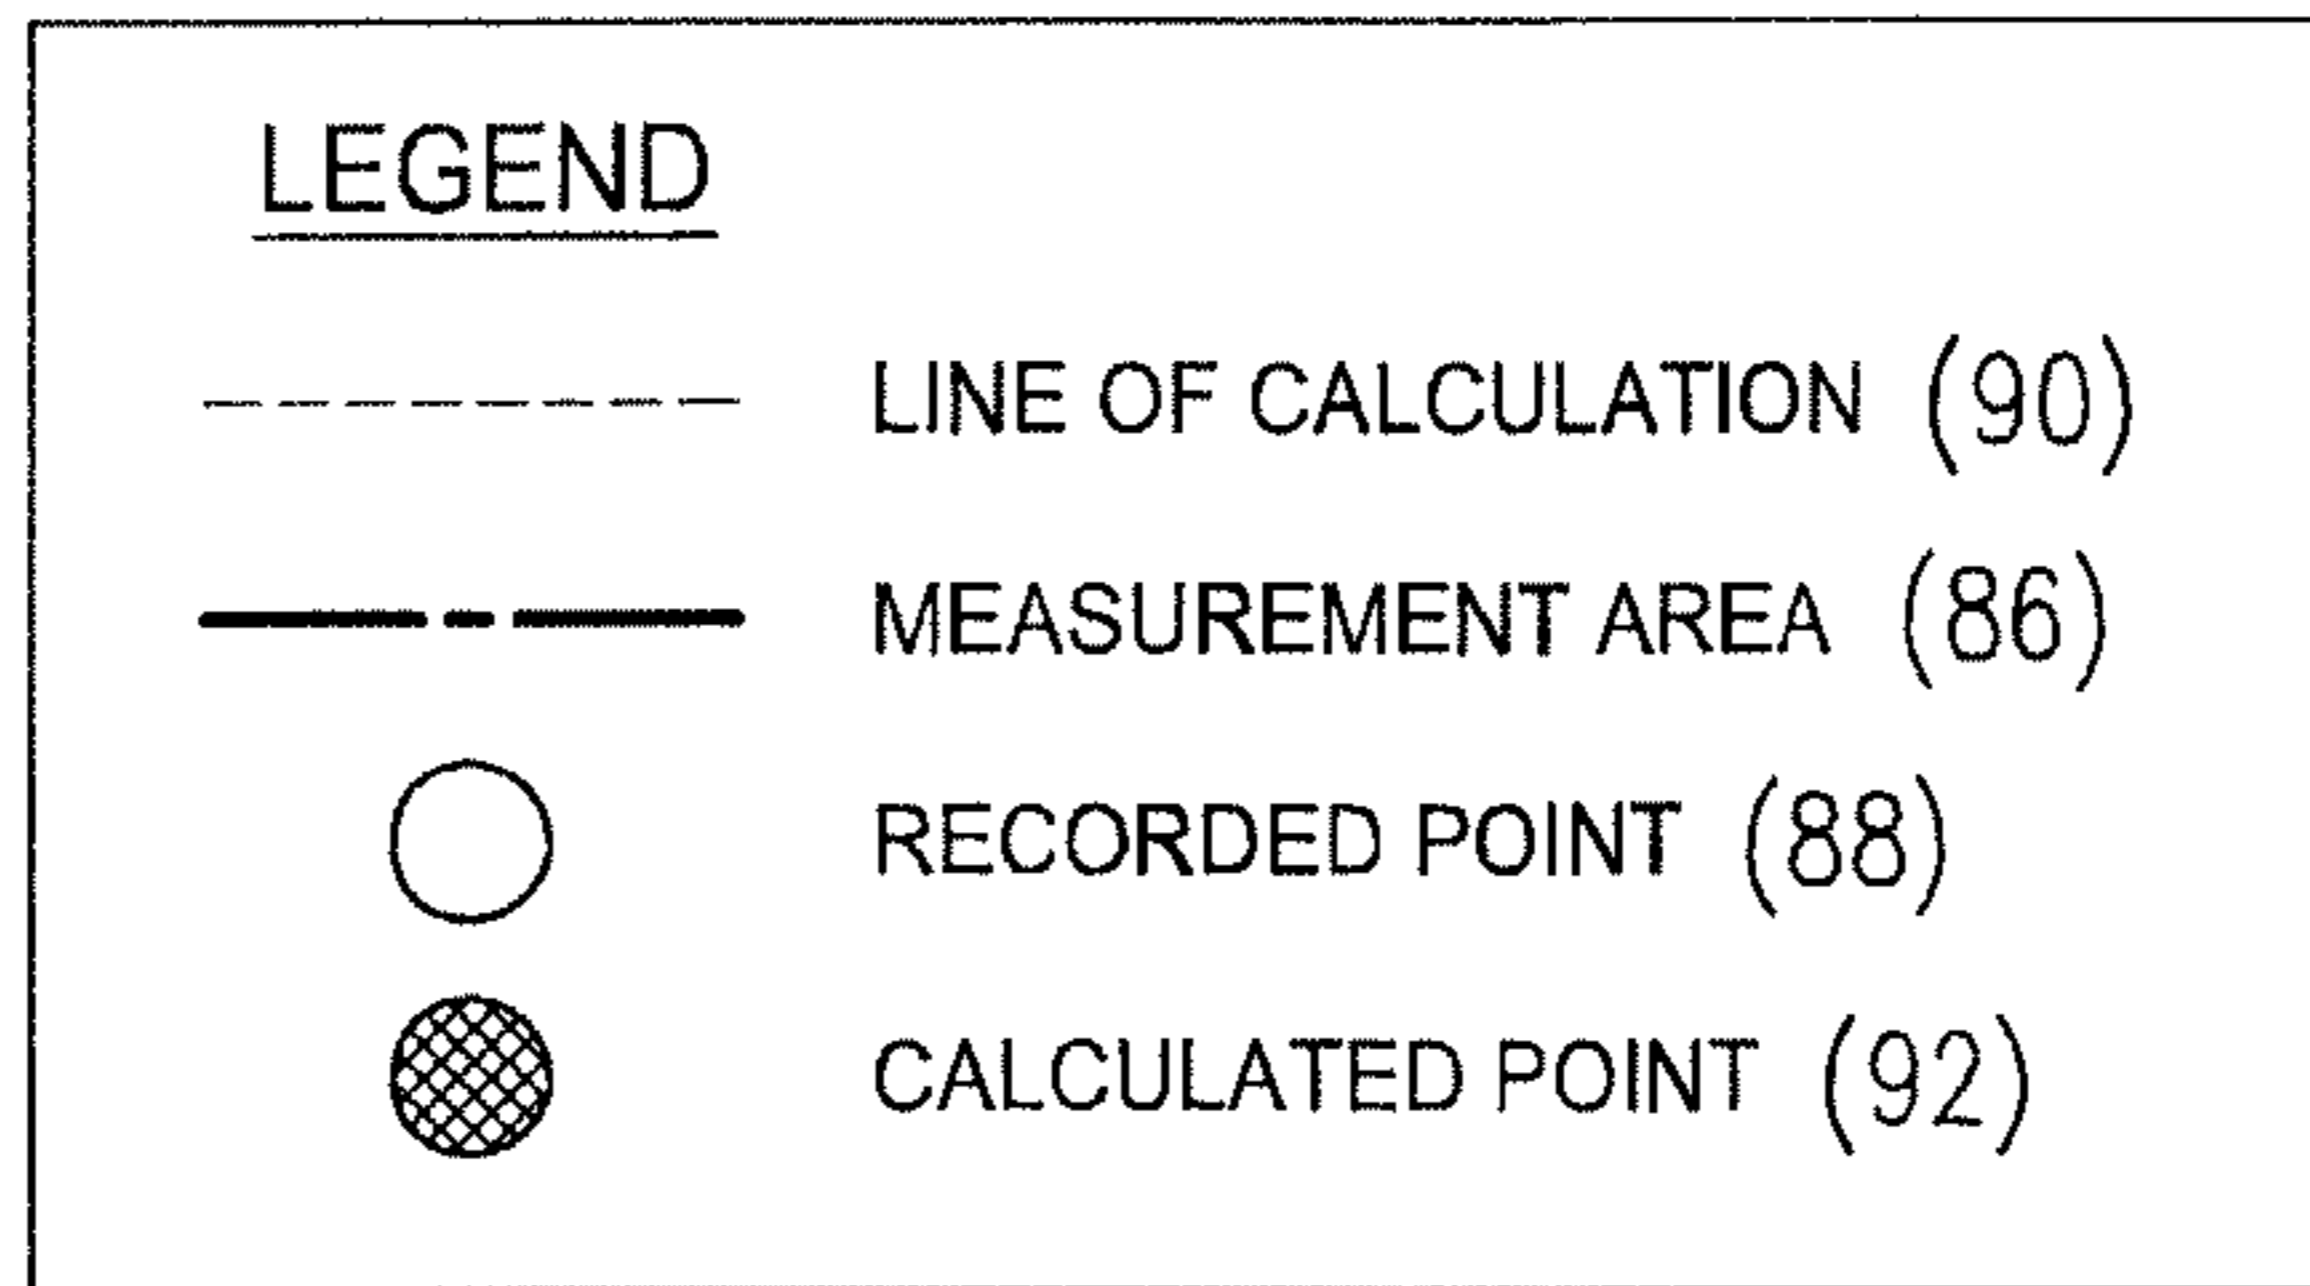 LEGEND
LINE OF CALCULATION (90)
MEASUREMENT AREA (86)
RECORDED POINT (88)
CALCULATED POINT (92)